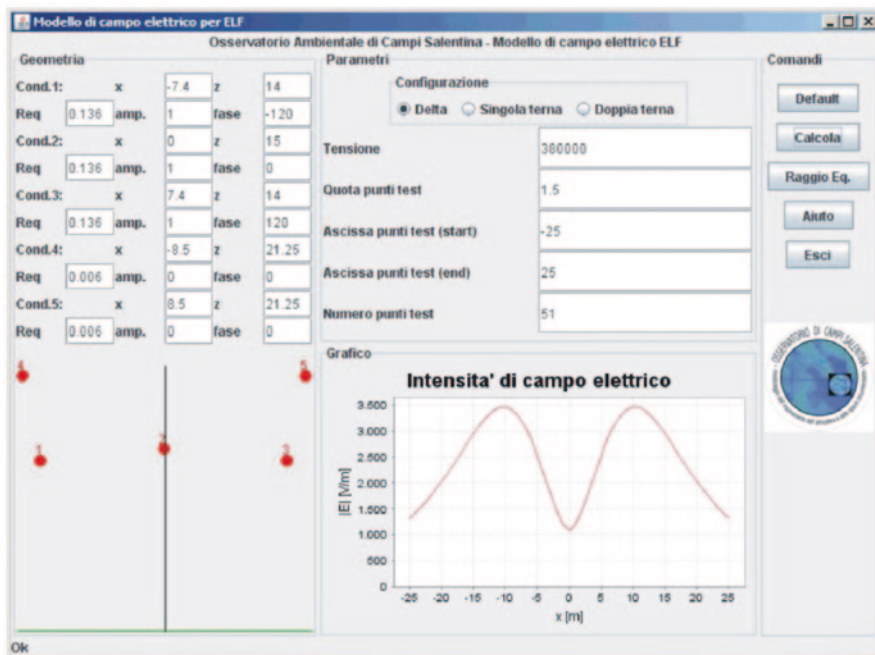 Modello di campo elettrico per ELF
Osservatorio Ambientale di Campi Salentina - Modello di campo elettrico ELF
Geometria
Cond.1: x -7.4 z 14
Req 0.136 amp. 1 fase -120
Cond.2: x 0 z 15
Req 0.136 amp. 1 fase 0
Cond.3: x 7.4 z 14
Req 0.136 amp. 1 fase 120
Cond.4: x -8.5 z 21.25
Req 0.006 amp. 0 fase 0
Cond.5: x 8.5 z 21.25
Req 0.006 amp. 0 fase 0
4 5
1 2 3
Parametri
Configurazione
Delta Singola terna Doppia terna
Tensione 380000
Quota punti test 1.5
Ascissa punti test (start) -25
Ascissa punti test (end) 25
Numero punti test 51
Grafico
Intensita' di campo elettrico
|E| [V/m]
3.500
3.000
2.500
2.000
1.500
1.000
500
0
-25 -20 -15 -10 -5 0 5 10 15 20 25
x [m]
Comandi
Default
Calcola
Raggio Eq.
Aiuto
Esci
OSSERVATORIO DI CAMPI SALENTINA
Ok